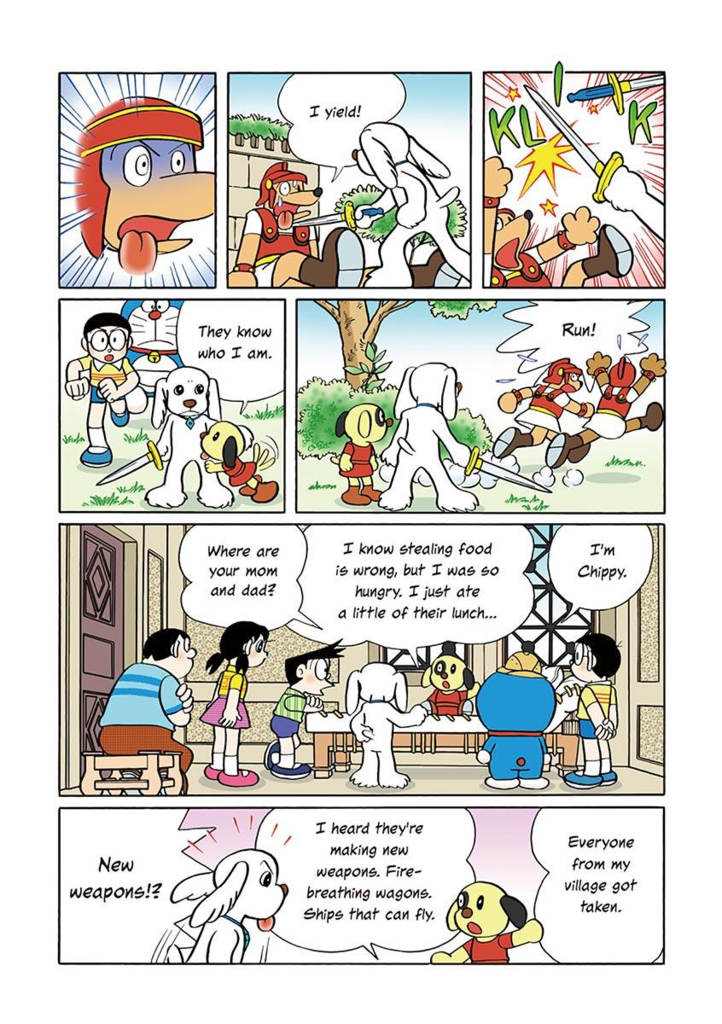 KLIK
I yield!
Run!
They know
who I am.
I'm
Chippy.
I know stealing food
is wrong, but I was so
hungry. I just ate
a little of their lunch...
Where are
your mom
and dad?
Everyone
from my
village got
taken.
I heard they're
making new
weapons. Fire-
breathing wagons.
Ships that can fly.
New
weapons!?